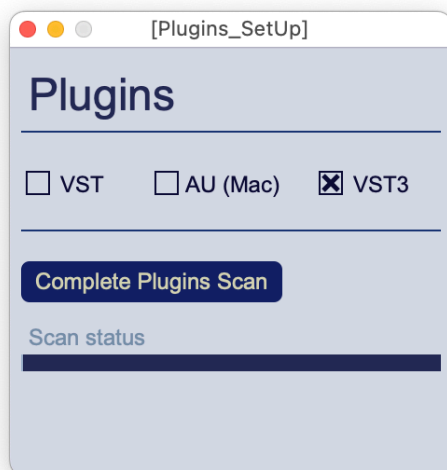 [Plugins_SetUp]
Plugins
VST AU (Mac) VST3
Complete Plugins Scan
Scan status